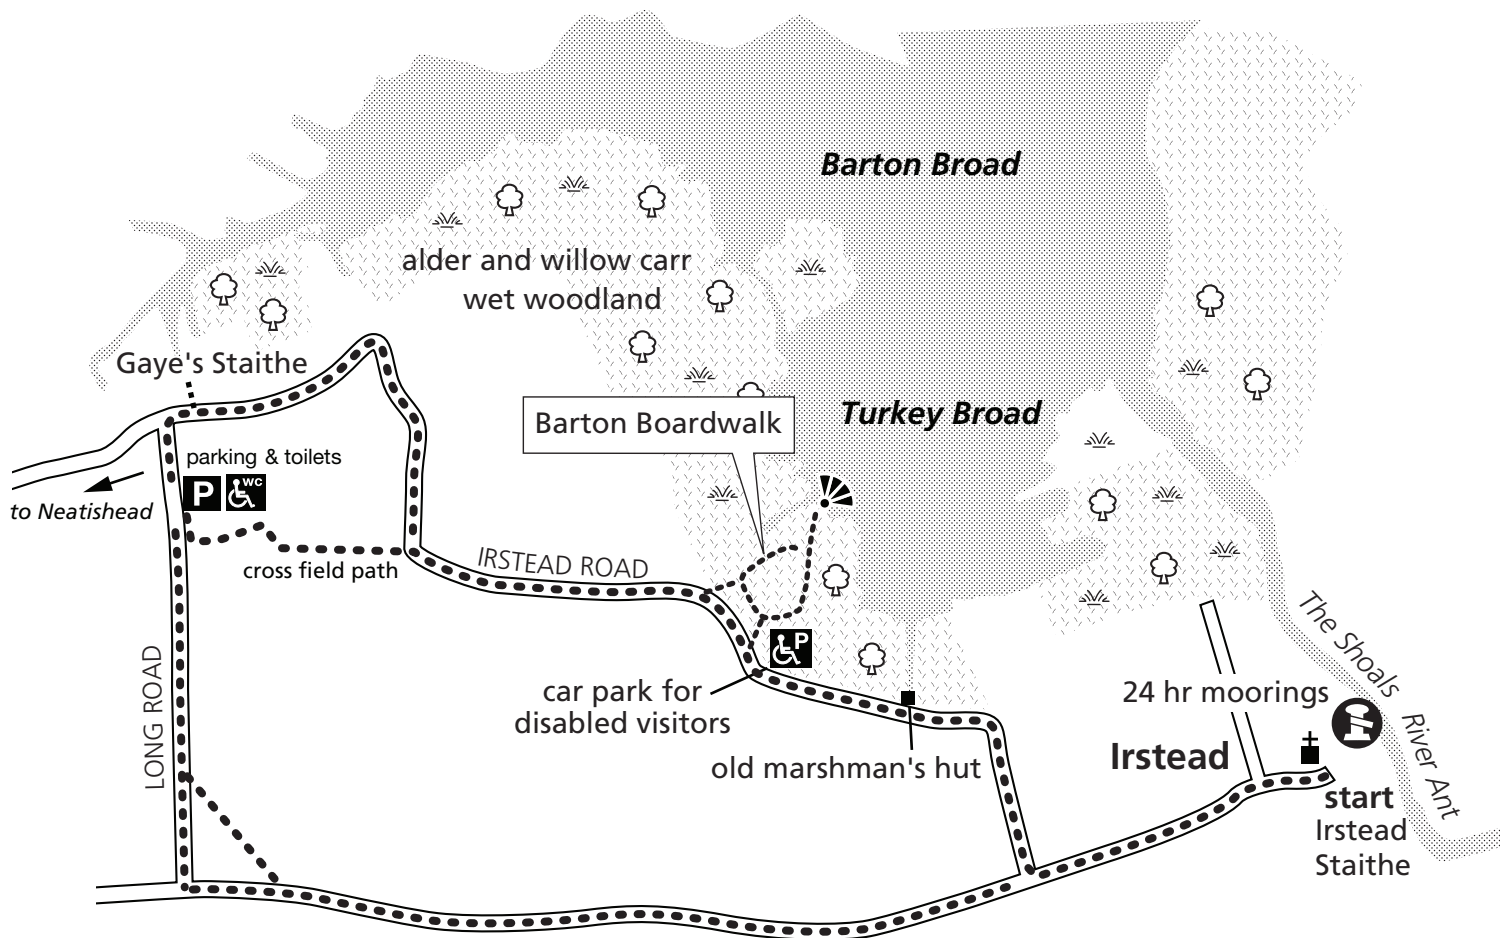 Barton Broad
alder and willow carr
wet woodland
Gaye's Staithe
Barton Boardwalk
Turkey Broad
parking & toilets
P
WC
to Neatishead
cross field path
IRSTEAD ROAD
LONG ROAD
P
car park for
disabled visitors
old marshman's hut
The Shoals
24 hr moorings
River Ant
Irstead
start
Irstead
Staithe